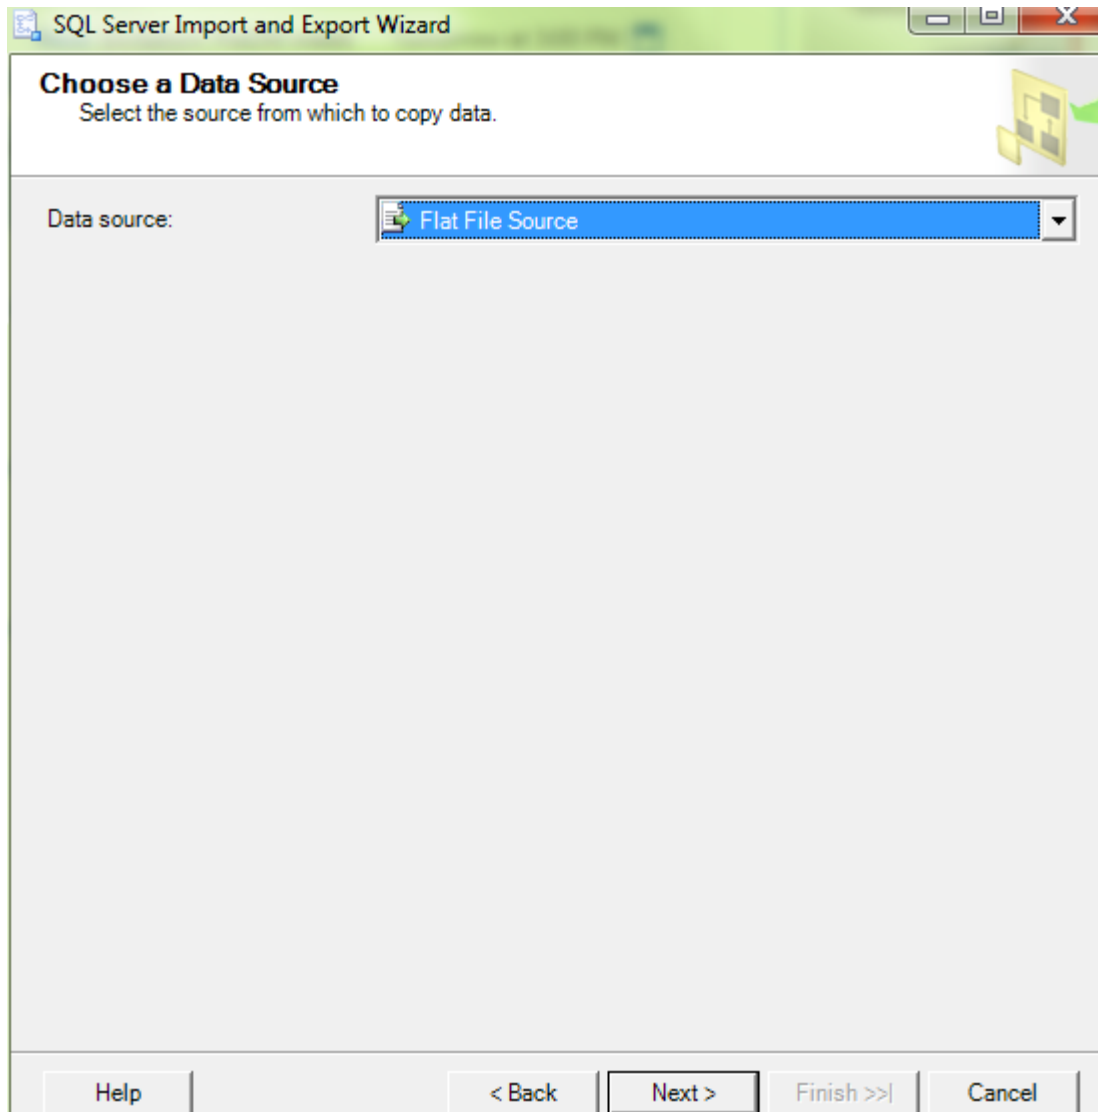 SQL Server Import and Export Wizard
Choose a Data Source
Select the source from which to copy data.
Data source: Flat File Source
Help < Back Next > Finish >>| Cancel